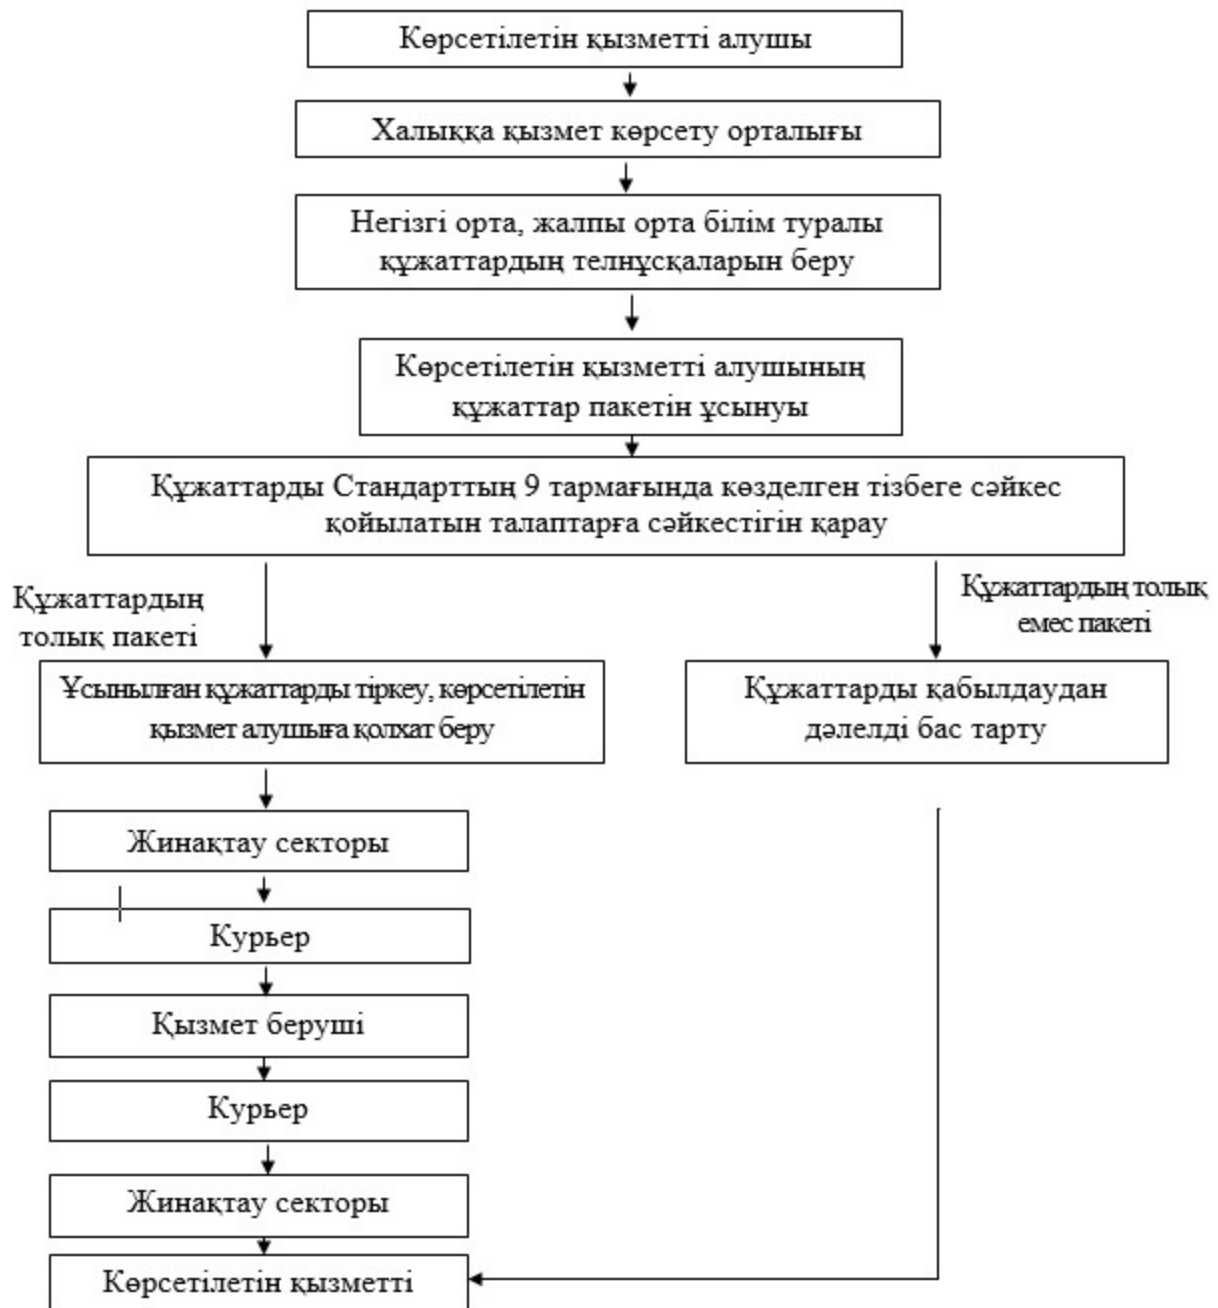 Көрсетілетін қызметті алушы
Халыққа қызмет көрсету орталығы
Негізгі орта, жалпы орта білім туралы
құжаттардың телнұсқаларын беру
Көрсетілетін қызметті алушының
құжаттар пакетін ұсынуы
Құжаттарды Стандарттың 9 тармағында көзделген тізбеге сәйкес
қойылатын талаптарға сәйкестігін қарау
Құжаттардың
толық пакеті
Құжаттардың толық
емес пакеті
Ұсынылған құжаттарды тіркеу, көрсетілетін
қызмет алушыға қолхат беру
Құжаттарды қабылдаудан
дәлелді бас тарту
Жинақтау секторы
Курьер
Қызмет беруші
Курьер
Жинақтау секторы
Көрсетілетін қызметті